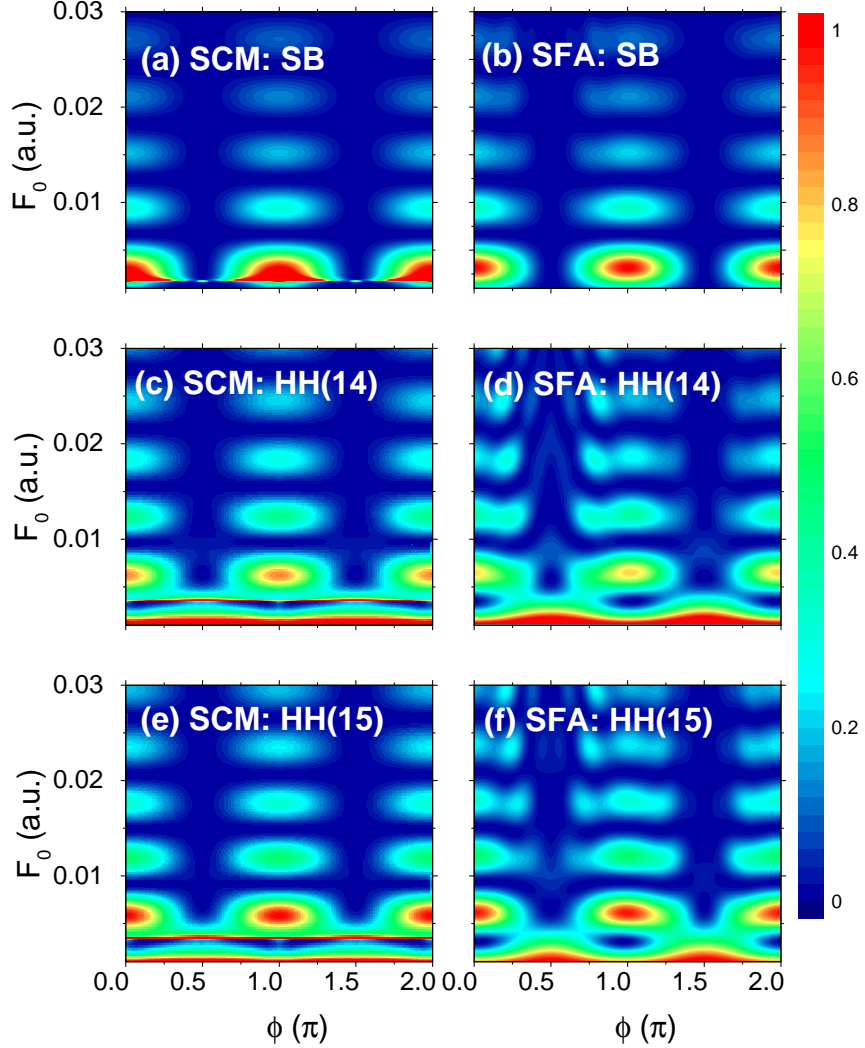 (a) SCM: SB
(b) SFA: SB
0.03
0.02
0.01
F0 (a.u.)
1
0.8
0.6
0.4
0.2
0
(c) SCM: HH(14)
(d) SFA: HH(14)
0.03
0.02
0.01
F0 (a.u.)
(e) SCM: HH(15)
(f) SFA: HH(15)
0.03
0.02
0.01
F0 (a.u.)
0.0 0.5 1.0 1.5 2.0
0.0 0.5 1.0 1.5 2.0
ϕ (π)
ϕ (π)